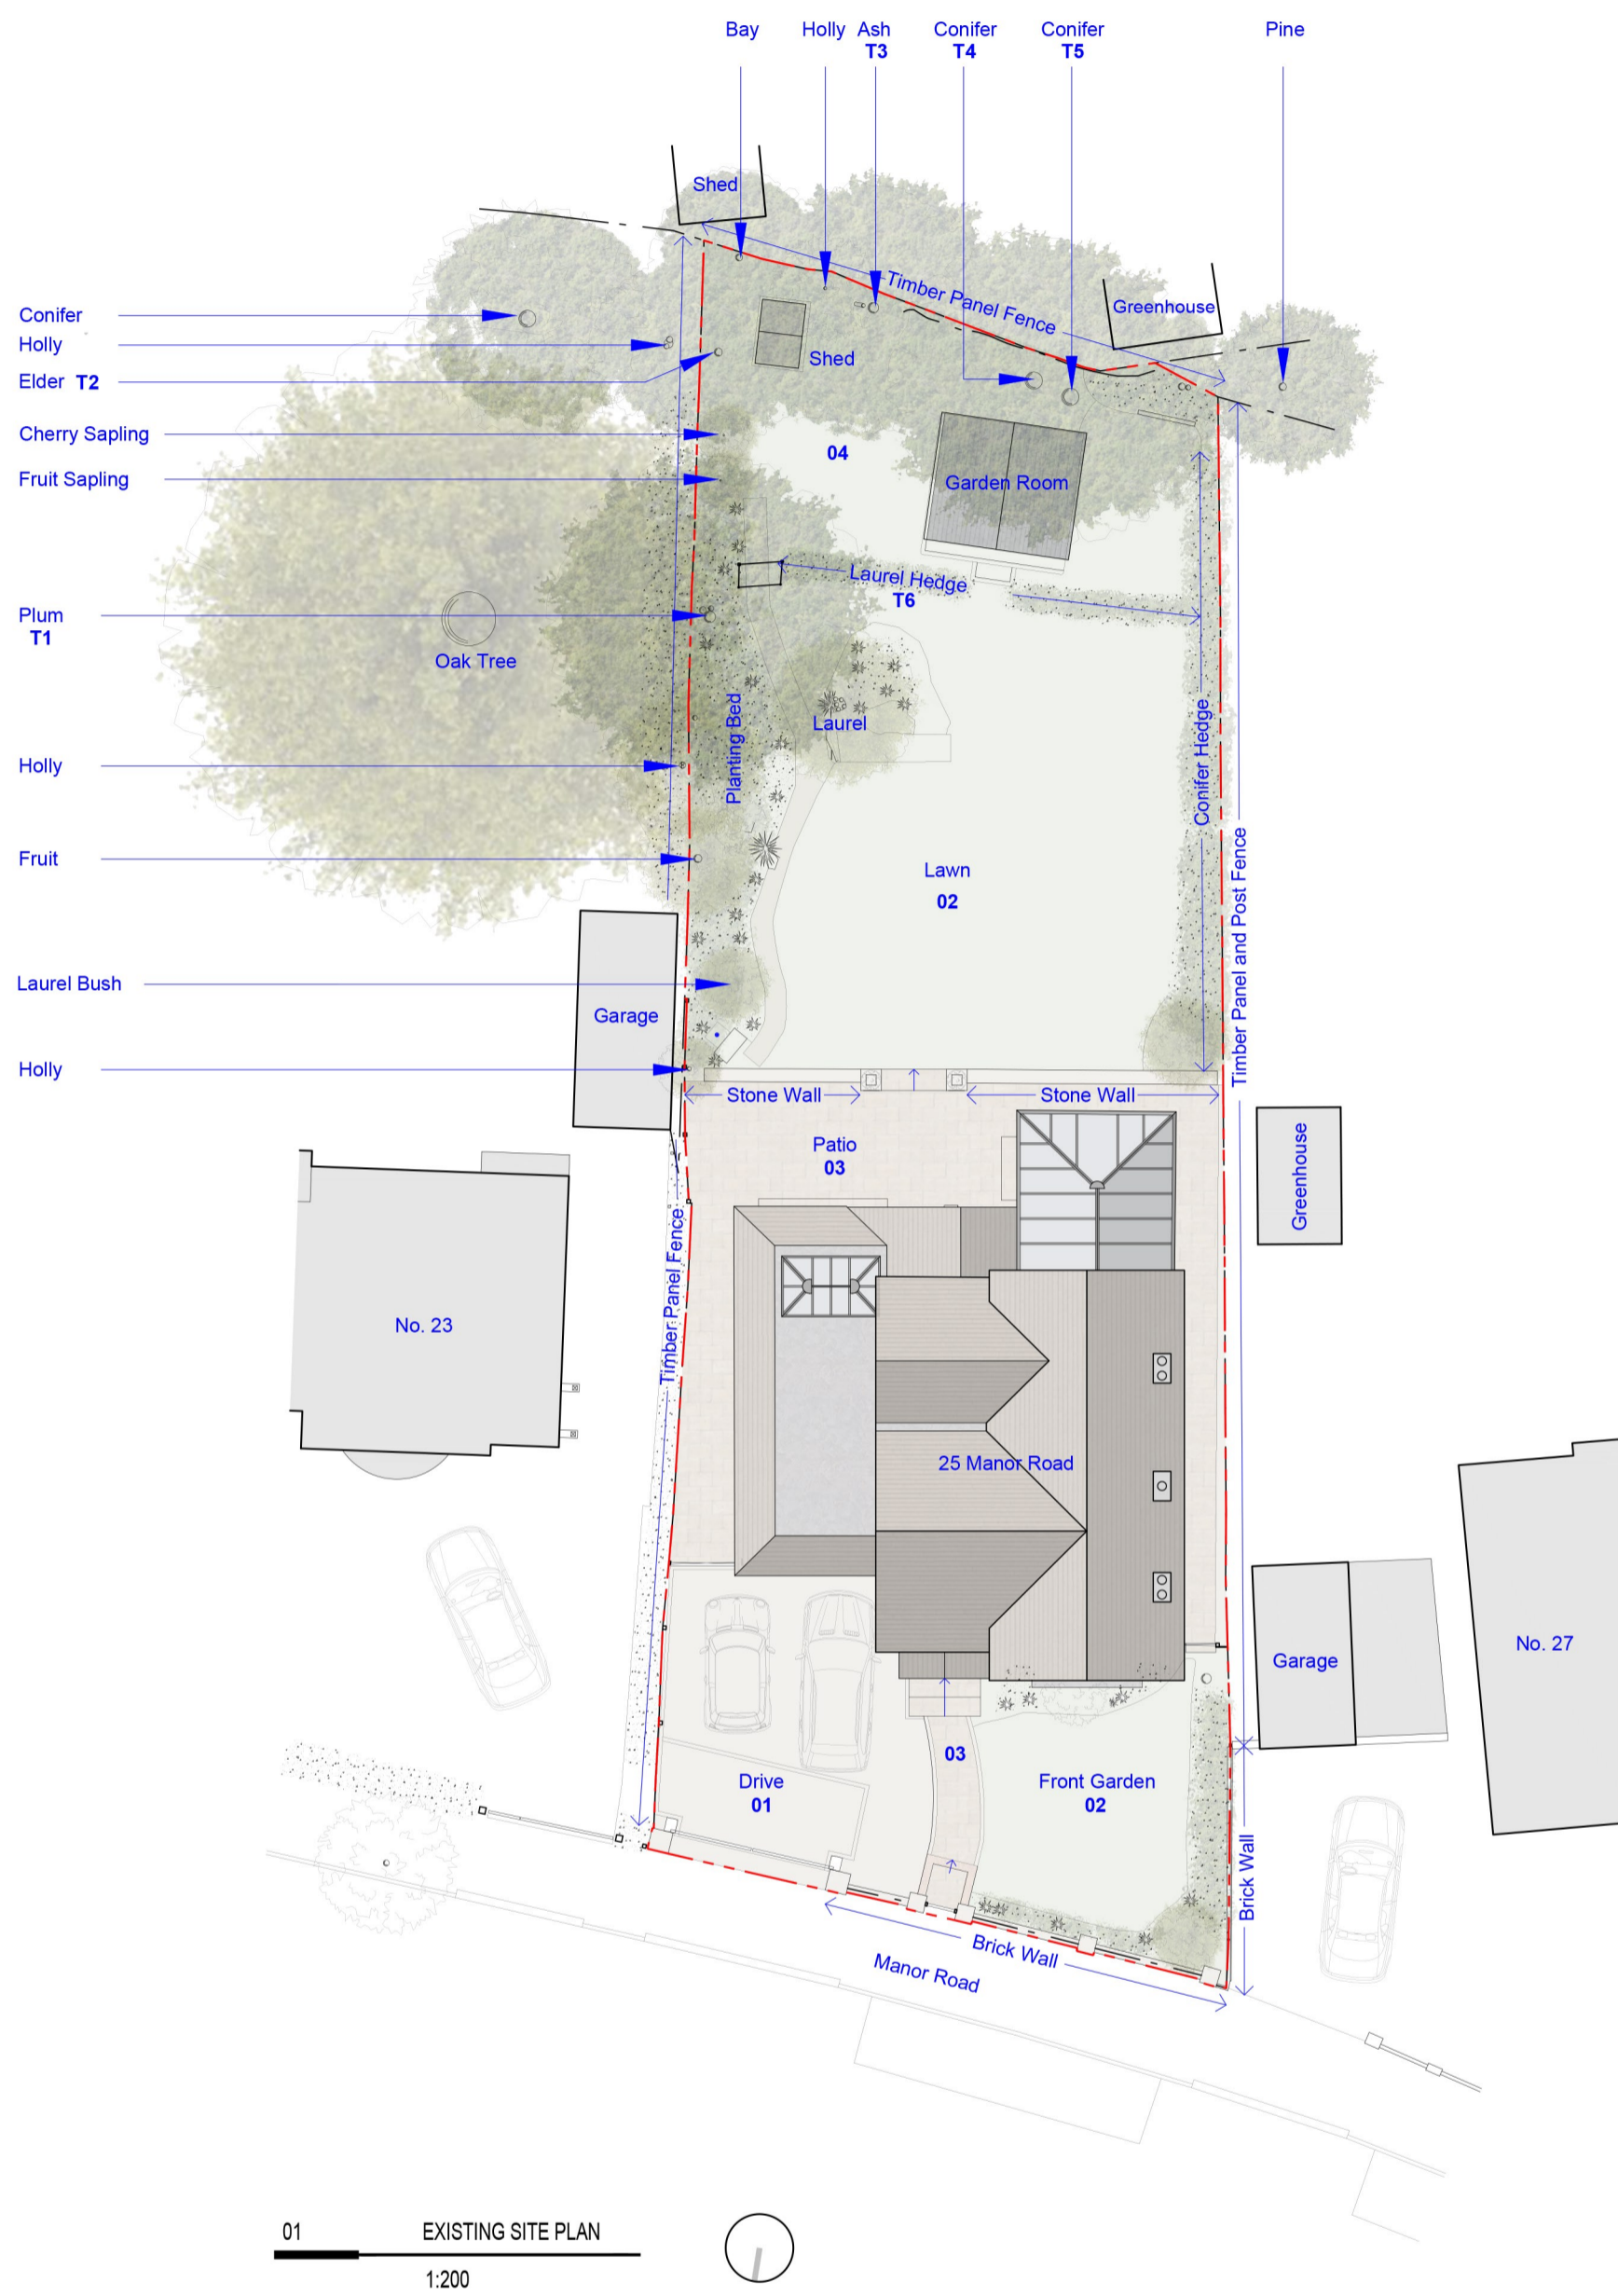 Bay
Holly
Ash
T3
Conifer
T4
Conifer
T5
Pine
Shed
Timber Panel Fence
Greenhouse
Conifer
Holly
Elder T2
Shed
Cherry Sapling
Fruit Sapling
04
Garden Room
Laurel Hedge
T6
Plum
T1
Oak Tree
Planting Bed
Laurel
Conifer Hedge
Holly
Fruit
Lawn
02
Timber Panel and Post Fence
Laurel Bush
Garage
Holly
Stone Wall
Stone Wall
Patio
03
Greenhouse
Timber Panel Fence
No. 23
25 Manor Road
Garage
No. 27
03
Drive
01
Front Garden
02
Brick Wall
Brick Wall
Manor Road
01 EXISTING SITE PLAN
1:200